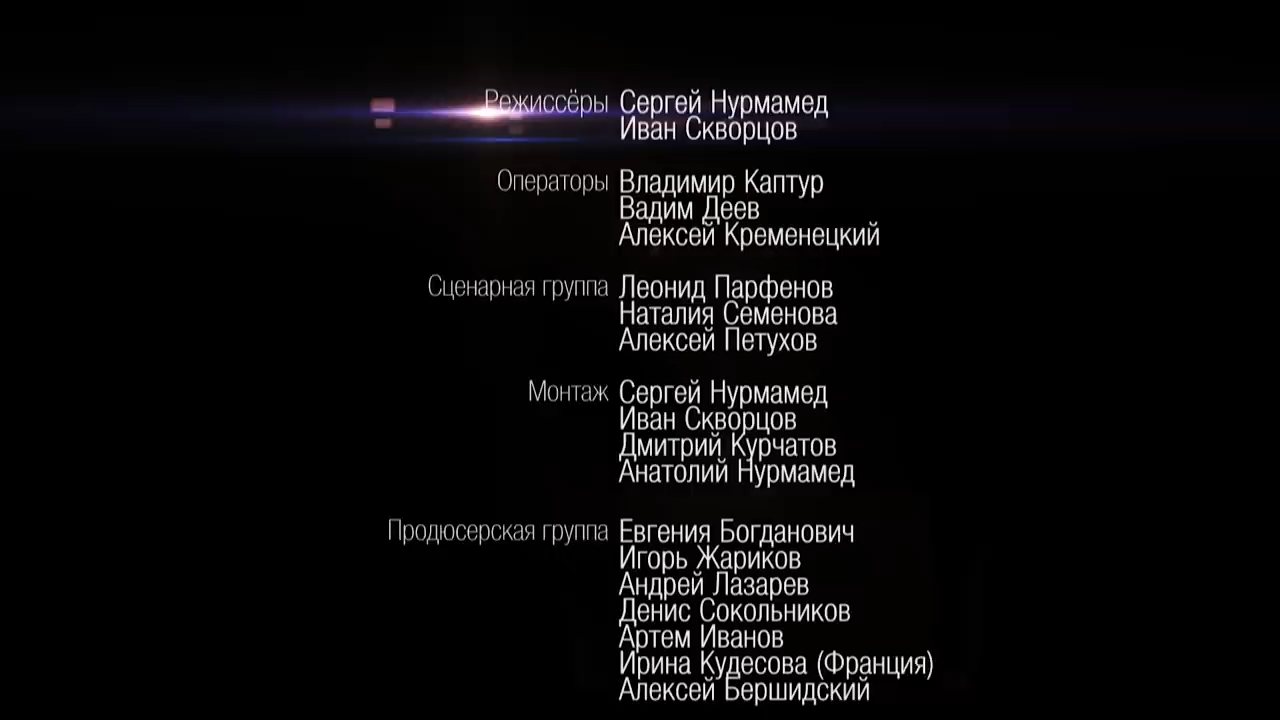 Режиссёры Сергей Нурмамед
Иван Скворцов
Операторы Владимир Каптур
Вадим Деев
Алексей Кременецкий
Сценарная группа Леонид Парфенов
Наталия Семенова
Алексей Петухов
Монтаж Сергей Нурмамед
Иван Скворцов
Дмитрий Курчатов
Анатолий Нурмамед
Продюсерская группа Евгения Богданович
Игорь Жариков
Андрей Лазарев
Денис Сокольников
Артем Иванов
Ирина Кудесова (Франция)
Алексей Бершидский